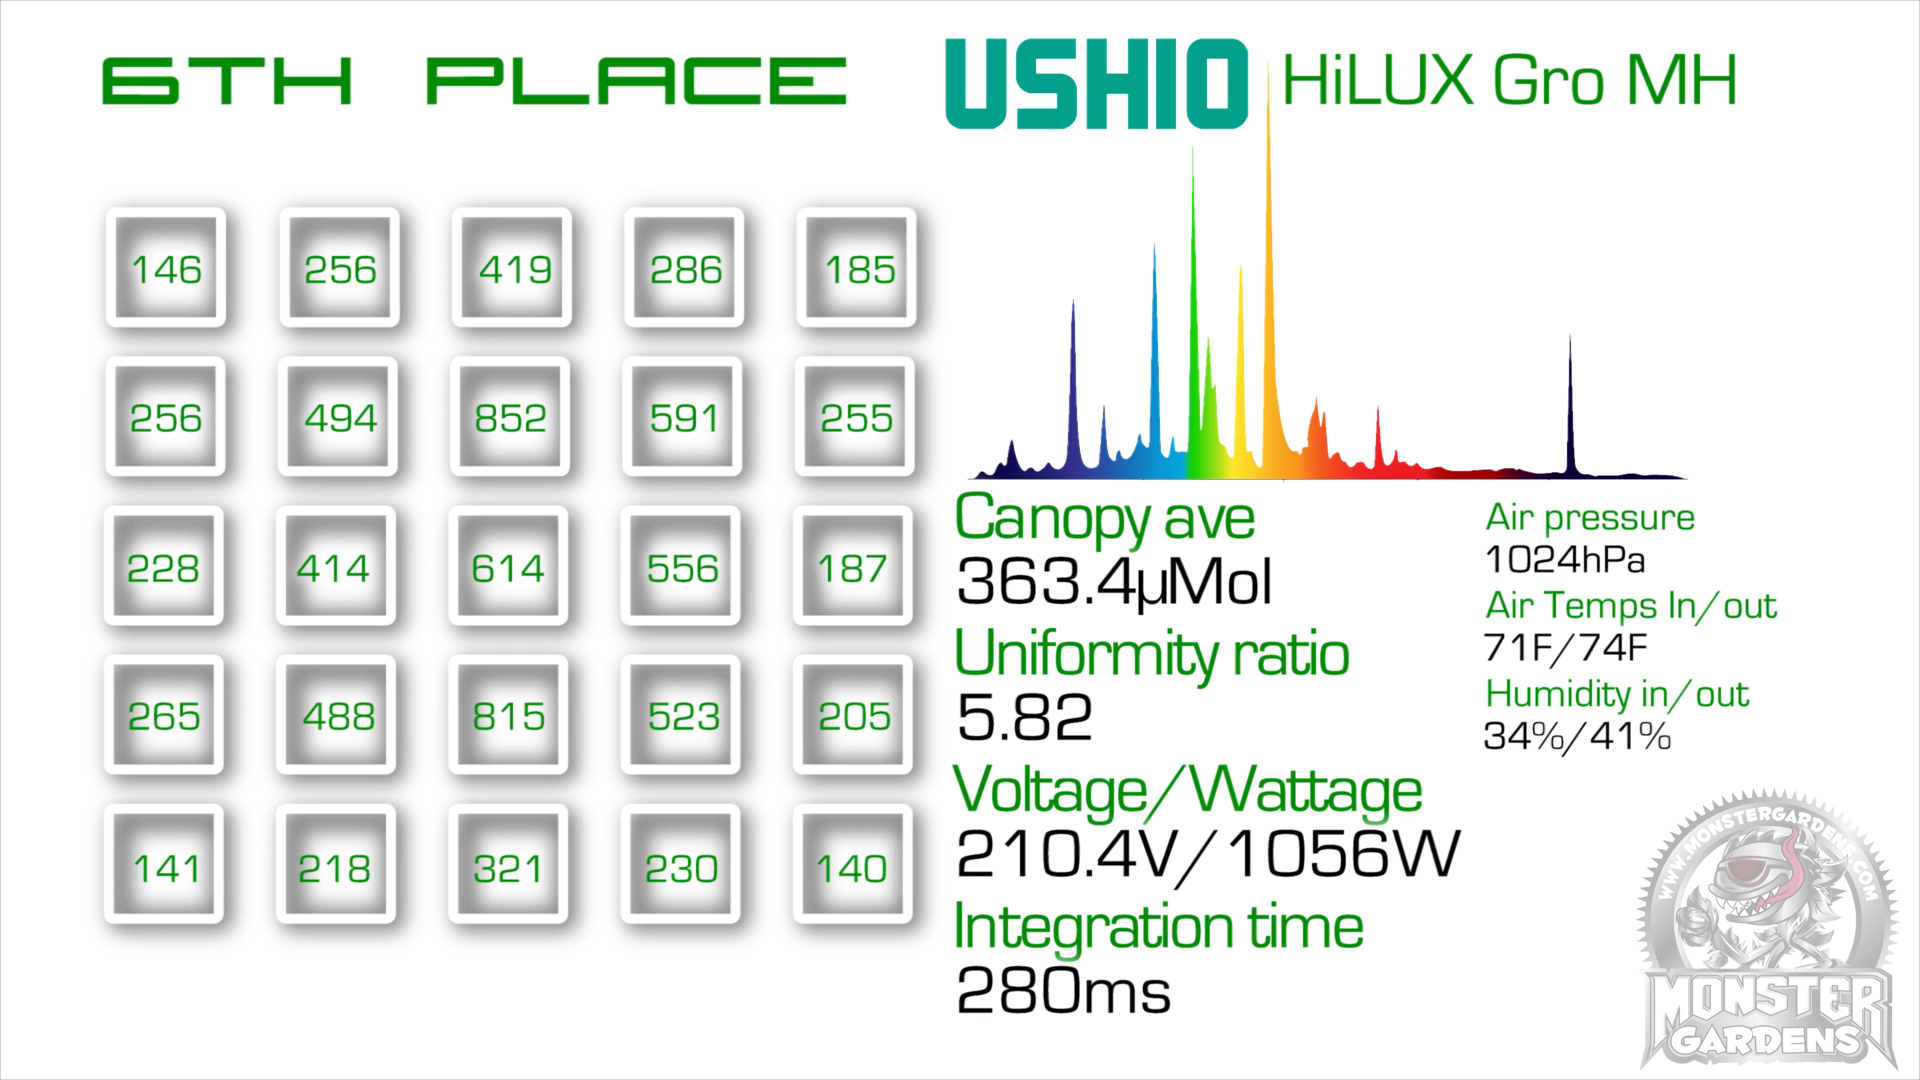 6TH PLACE
USHIO HiLUX Gro MH
146 256 419 286 185
256 494 852 591 255
228 414 614 556 187
265 488 815 523 205
141 218 321 230 140
Canopy ave
363.4µMol
Uniformity ratio
5.82
Voltage/Wattage
210.4V/1056W
Integration time
280ms
Air pressure
1024hPa
Air Temps In/out
71F/74F
Humidity in/out
34%/41%
WWW.MONSTERGARDENS.COM
MONSTER
GARDENS